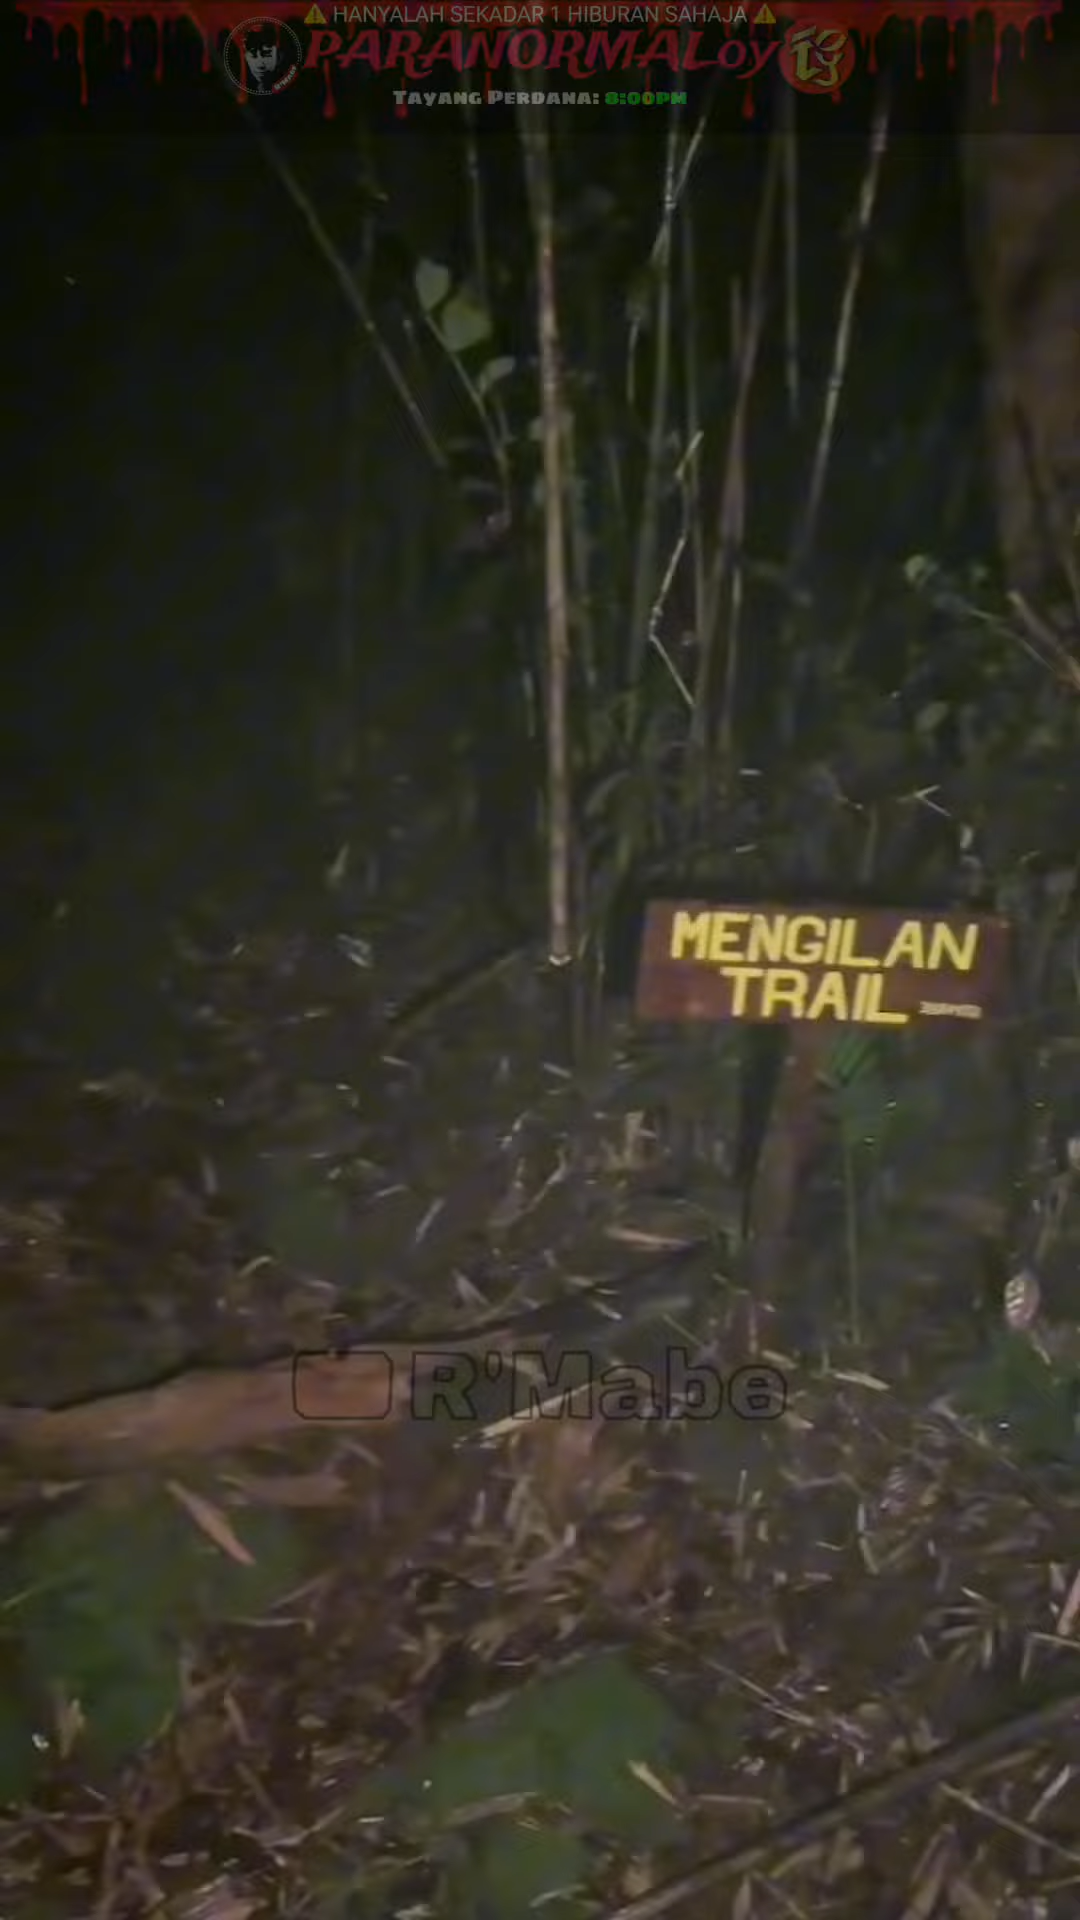 ⚠ HANYALAH SEKADAR 1 HIBURAN SAHAJA ⚠
PARANORMALOY
TAYANG PERDANA: 8:00PM
MENGILAN
TRAIL
R'Mabe